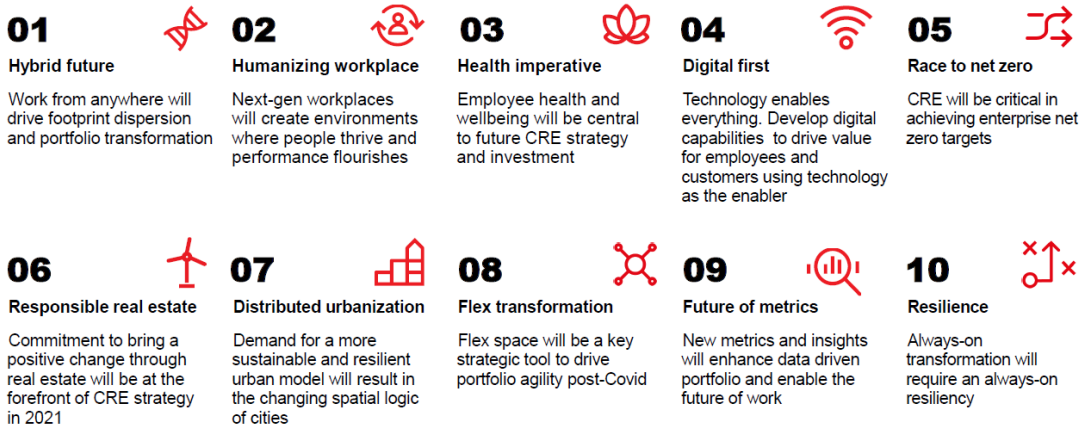 01
Hybrid future
Work from anywhere will
drive footprint dispersion
and portfolio transformation
02
Humanizing workplace
Next-gen workplaces
will create environments
where people thrive and
performance flourishes
03
Health imperative
Employee health and
wellbeing will be central
to future CRE strategy
and investment
04
Digital first
Technology enables
everything. Develop digital
capabilities to drive value
for employees and
customers using technology
as the enabler
05
Race to net zero
CRE will be critical in
achieving enterprise net
zero targets
06
Responsible real estate
Commitment to bring a
positive change through
real estate will be at the
forefront of CRE strategy
in 2021
07
Distributed urbanization
Demand for a more
sustainable and resilient
urban model will result in
the changing spatial logic
of cities
08
Flex transformation
Flex space will be a key
strategic tool to drive
portfolio agility post-Covid
09
Future of metrics
New metrics and insights
will enhance data driven
portfolio and enable the
future of work
10
Resilience
Always-on
transformation will
require an always-on
resiliency